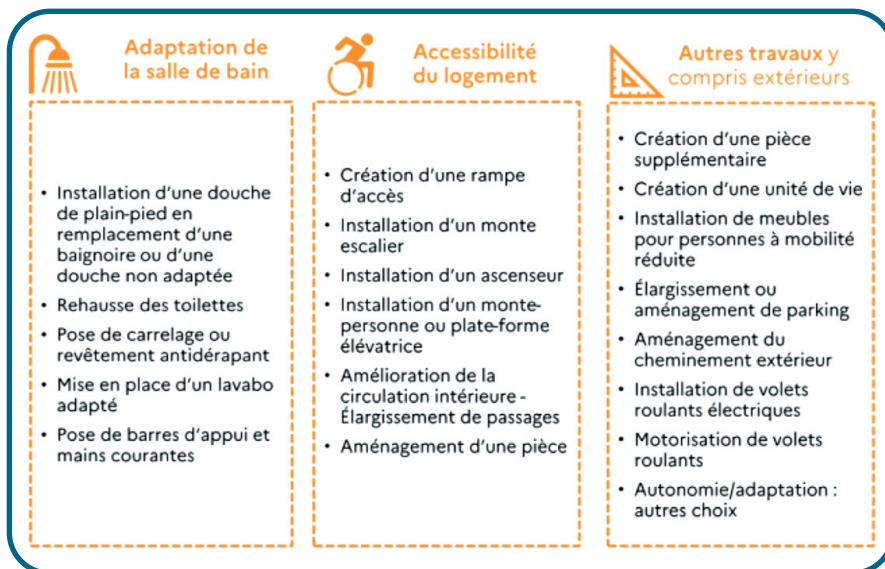 Adaptation de
la salle de bain
• Installation d'une douche
de plain-pied en
remplacement d'une
baignoire ou d'une
douche non adaptée
• Rehausse des toilettes
• Pose de carrelage ou
revêtement antidérapant
• Mise en place d'un lavabo
adapté
• Pose de barres d'appui et
mains courantes
Accessibilité
du logement
• Création d'une rampe
d'accès
• Installation d'un monte
escalier
• Installation d'un ascenseur
• Installation d'un monte-
personne ou plate-forme
élévatrice
• Amélioration de la
circulation intérieure -
Élargissement de passages
• Aménagement d'une pièce
Autres travaux y
compris extérieurs
• Création d'une pièce
supplémentaire
• Création d'une unité de vie
• Installation de meubles
pour personnes à mobilité
réduite
• Élargissement ou
aménagement de parking
• Aménagement du
cheminement extérieur
• Installation de volets
roulants électriques
• Motorisation de volets
roulants
• Autonomie/adaptation :
autres choix